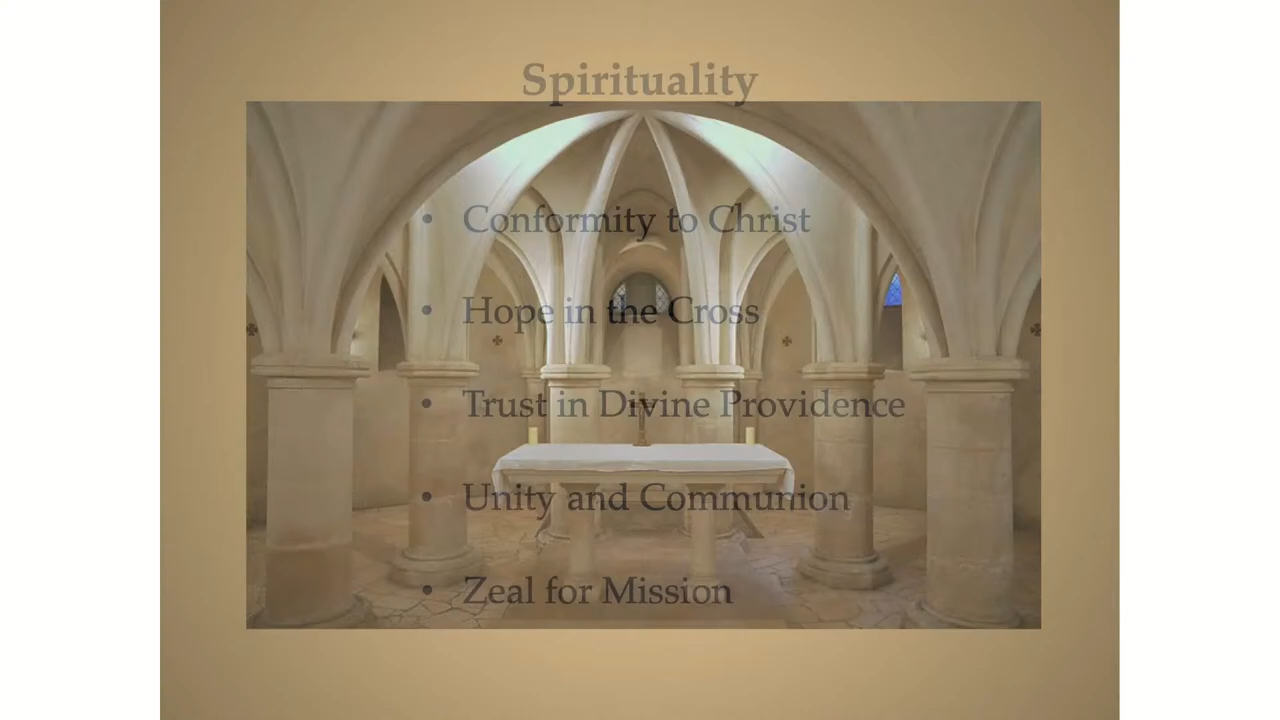 Spirituality
• Conformity to Christ
• Hope in the Cross
• Trust in Divine Providence
• Unity and Communion
• Zeal for Mission